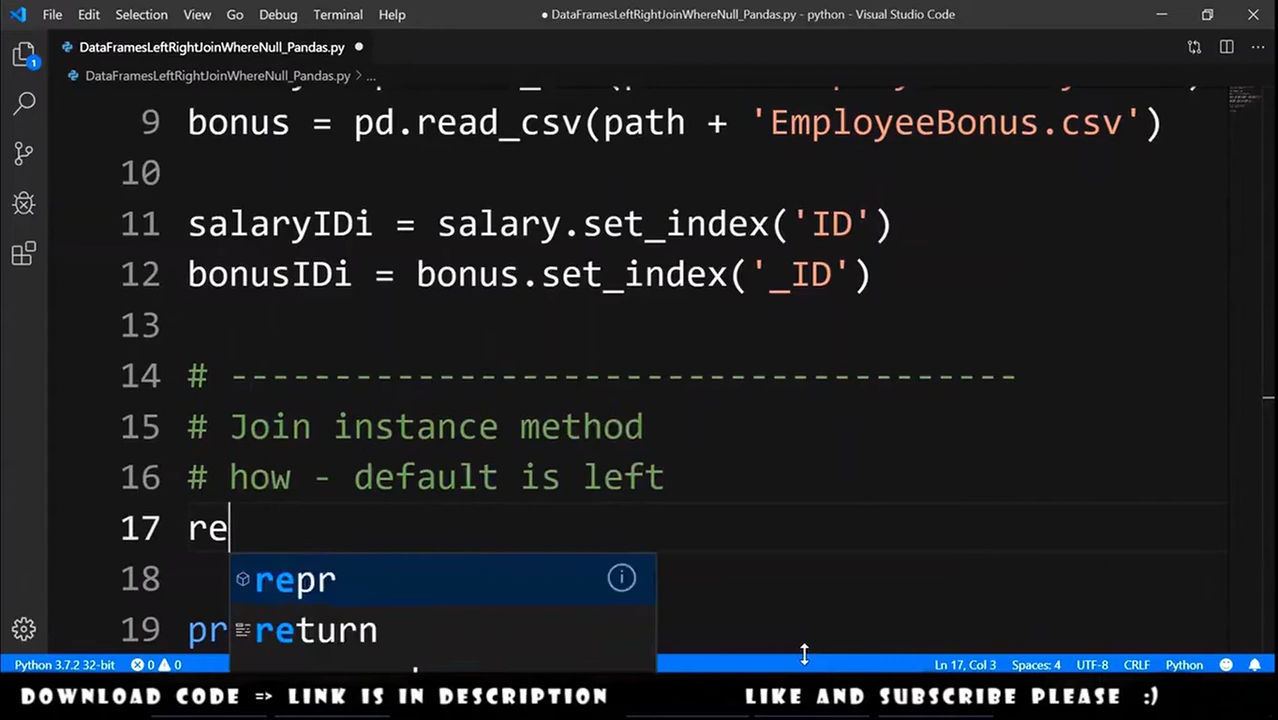 File Edit Selection View Go Debug Terminal Help
● DataFramesLeftRightJoinWhereNull_Pandas.py - python - Visual Studio Code
DataFramesLeftRightJoinWhereNull_Pandas.py ●
DataFramesLeftRightJoinWhereNull_Pandas.py > ...
1
9 bonus = pd.read_csv(path + 'EmployeeBonus.csv')
10
11 salaryIDi = salary.set_index('ID')
12 bonusIDi = bonus.set_index('_ID')
13
14 # --------------------------------------
15 # Join instance method
16 # how - default is left
17 re
repr
18
return
19 pr
Python 3.7.2 32-bit 0 0 Ln 17, Col 3 Spaces: 4 UTF-8 CRLF Python
DOWNLOAD CODE => LINK IS IN DESCRIPTION LIKE AND SUBSCRIBE PLEASE :)